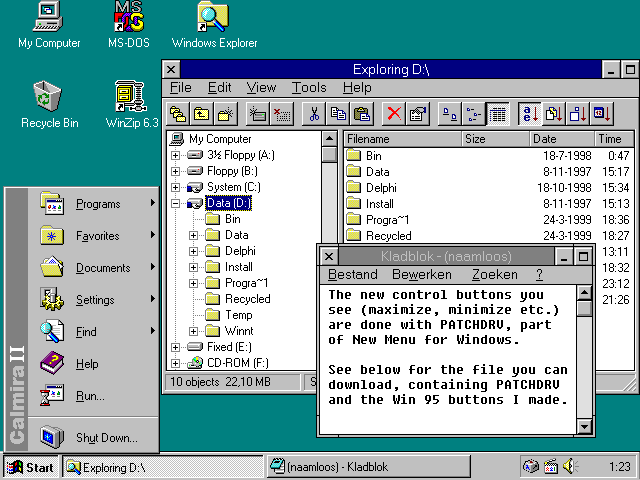 My Computer
MS-DOS
Windows Explorer
Recycle Bin
WinZip 6.3
Exploring D:\
File Edit View Tools Help
My Computer
3½ Floppy (A:)
Floppy (B:)
System (C:)
Data (D:)
Bin
Data
Delphi
Install
Progra~1
Recycled
Temp
Winnt
Fixed (E:)
CD-ROM (F:)
Filename Size Date Time
Bin 18-7-1998 0:47
Data 8-11-1997 15:17
Delphi 18-10-1998 15:34
Install 8-11-1997 15:13
Progra~1 24-3-1999 18:36
Recycled 24-3-1999 18:27
13:11
18:32
23:12
21:26
10 objects 22,10 MB
Kladblok - (naamloos)
Bestand Bewerken Zoeken ?
The new control buttons you
see (maximize, minimize etc.)
are done with PATCHDRV, part
of New Menu for Windows.
See below for the file you can
download, containing PATCHDRV
and the Win 95 buttons I made.
Calmira II
Programs
Favorites
Documents
Settings
Find
Help
Run...
Shut Down...
Start
Exploring D:\
(naamloos) - Kladblok
1:23